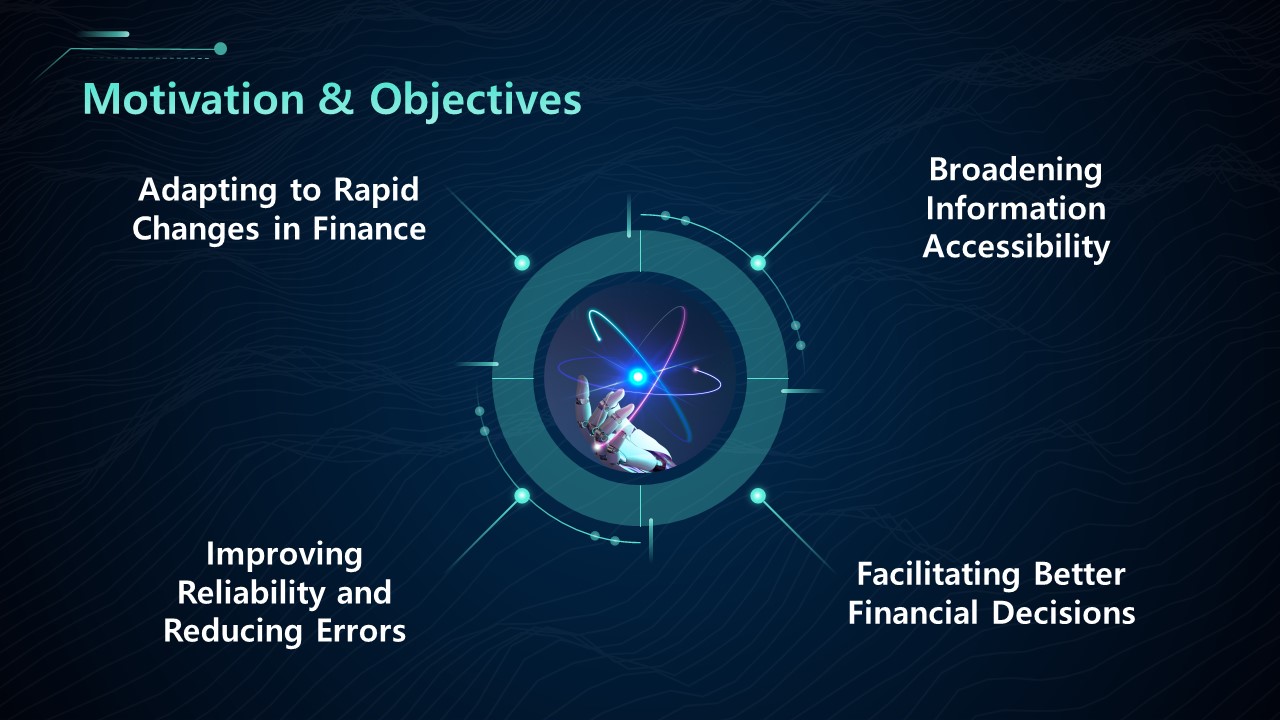 Motivation & Objectives
Adapting to Rapid
Changes in Finance
Broadening
Information
Accessibility
Improving
Reliability and
Reducing Errors
Facilitating Better
Financial Decisions